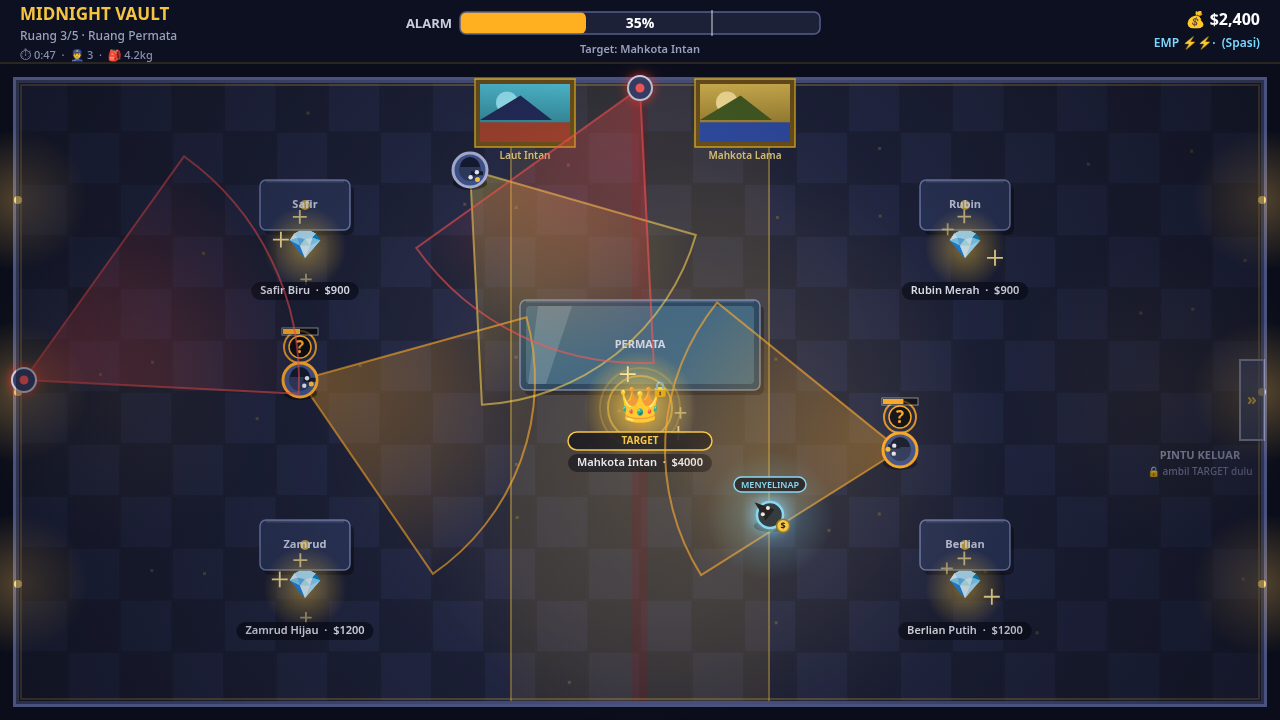 MIDNIGHT VAULT
Ruang 3/5 · Ruang Permata
0:47 · 3 · 4.2kg
ALARM
35%
Target: Mahkota Intan
$2,400
EMP ⚡⚡· (Spasi)
Laut Intan
Mahkota Lama
Safir
Safir Biru · $900
Rubin
Rubin Merah · $900
PERMATA
?
?
TARGET
Mahkota Intan · $4000
»
PINTU KELUAR
🔒 ambil TARGET dulu
MENYELINAP
$
Zamrud
Zamrud Hijau · $1200
Berlian
Berlian Putih · $1200